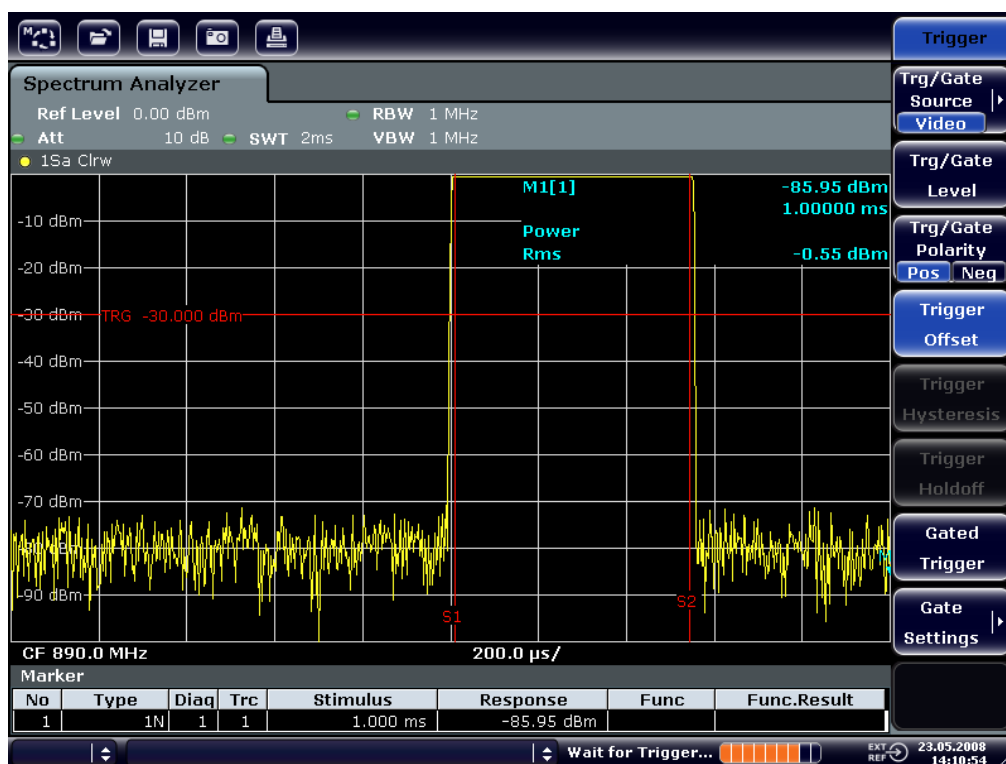 Trigger
Spectrum Analyzer
Ref Level 0.00 dBm RBW 1 MHz
Att 10 dB SWT 2ms VBW 1 MHz
1Sa Clrw
M1[1] -85.95 dBm
1.00000 ms
Power
Rms -0.55 dBm
-10 dBm
-20 dBm
-30 dBm TRG -30.000 dBm
-40 dBm
-50 dBm
-60 dBm
-70 dBm
-80 dBm
-90 dBm
S1 S2
CF 890.0 MHz 200.0 µs/
Marker
No Type Diag Trc Stimulus Response Func Func.Result
1 1N 1 1 1.000 ms -85.95 dBm
Wait for Trigger... EXT REF 23.05.2008
14:10:54
Trg/Gate
Source
Video
Trg/Gate
Level
Trg/Gate
Polarity
Pos Neg
Trigger
Offset
Trigger
Hysteresis
Trigger
Holdoff
Gated
Trigger
Gate
Settings